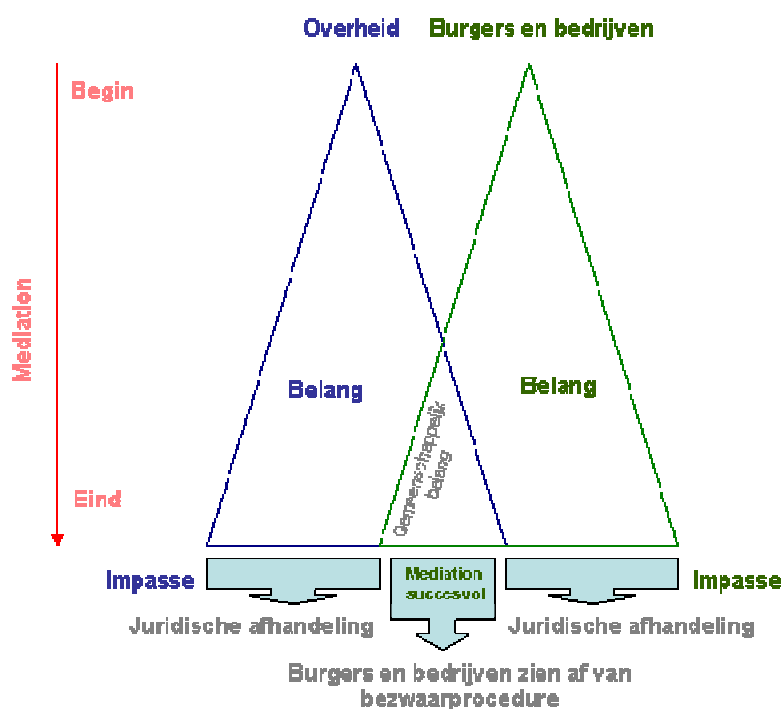 Overheid
Burgers en bedrijven
Begin
Mediation
Belang
Belang
Gemeenschappelijk
belang
Eind
Impasse
Mediation
succesvol
Impasse
Juridische afhandeling
Juridische afhandeling
Burgers en bedrijven zien af van
bezwaarprocedure